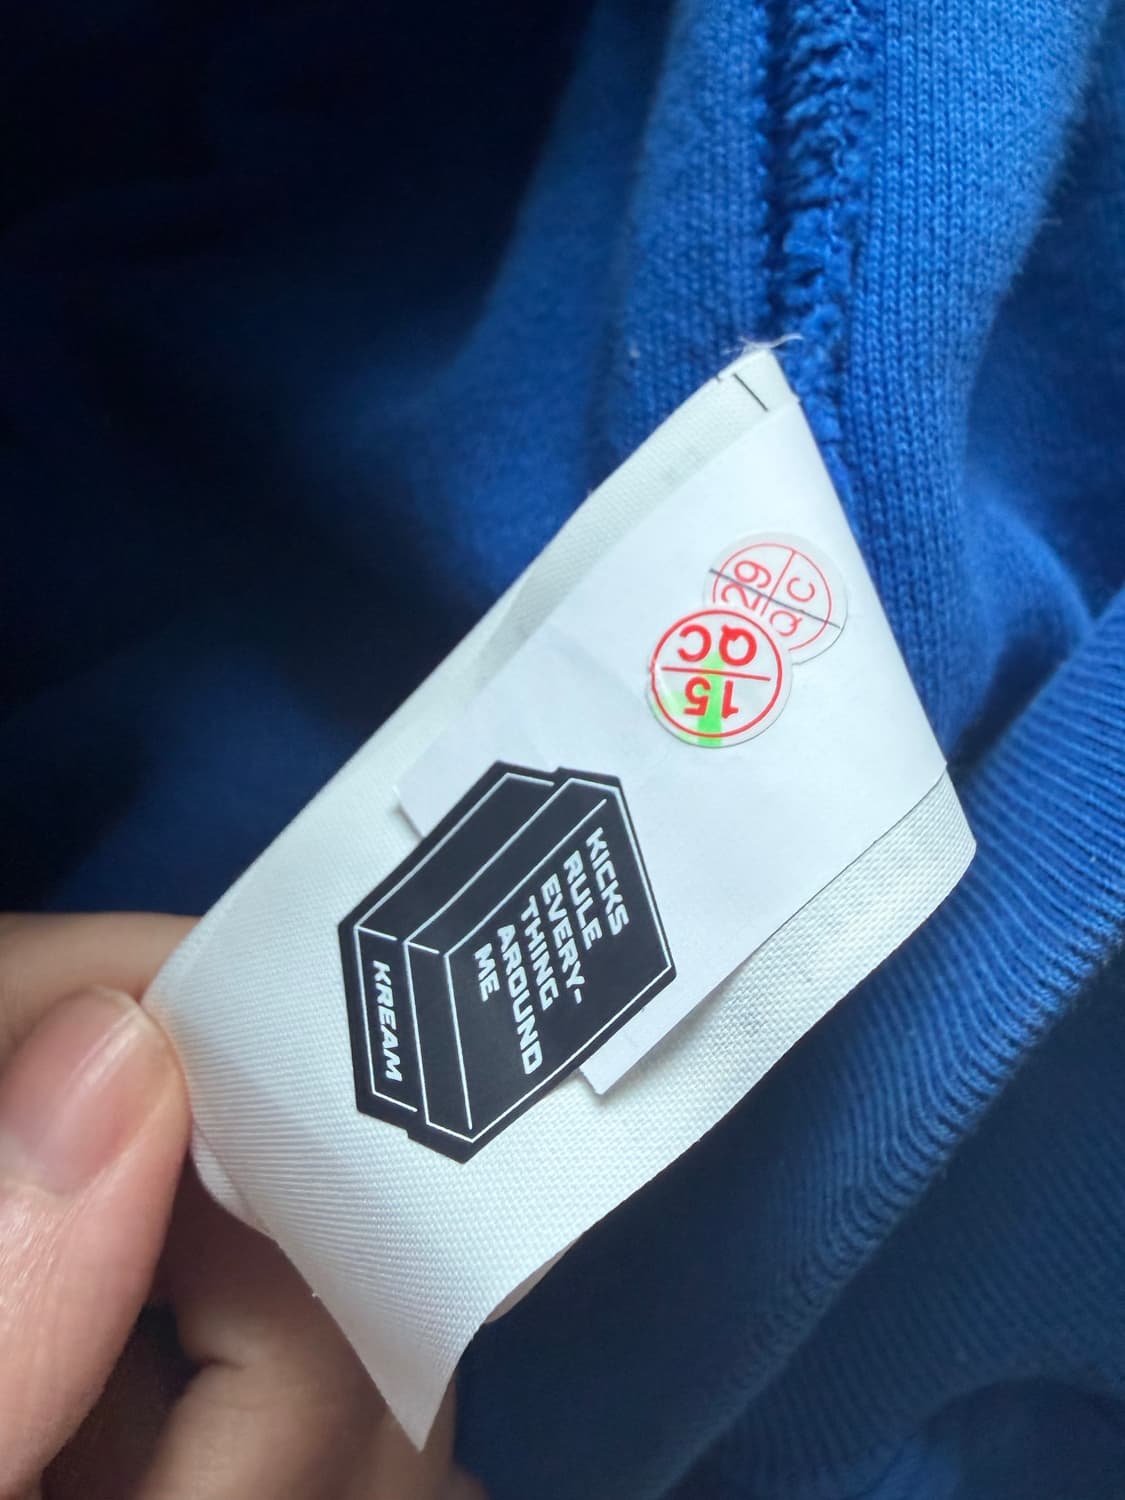 29
QC
QC
15
KICKS
RULE
EVERY-
THING
AROUND
ME
KREAM